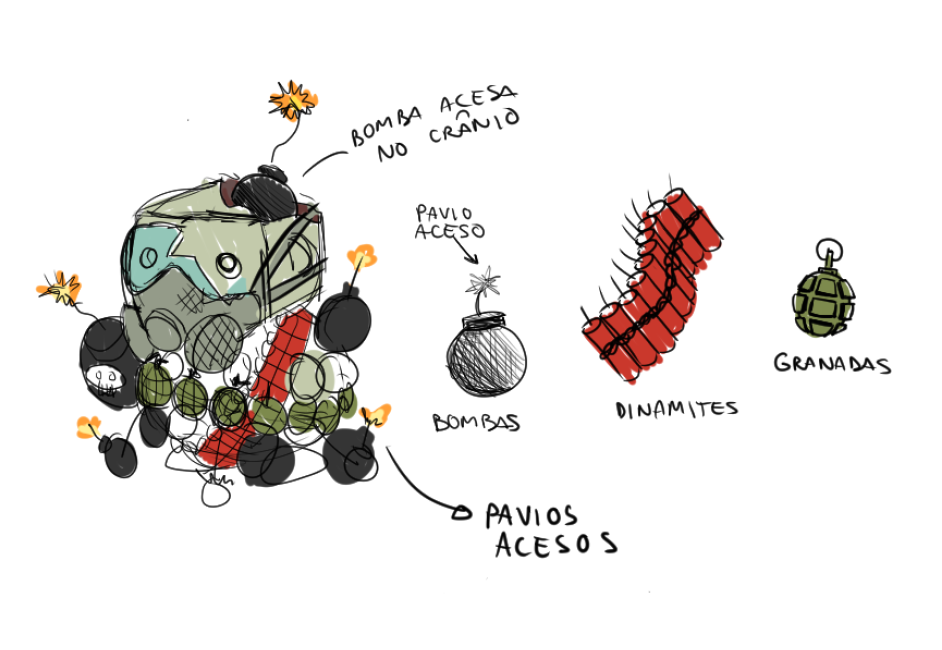 BOMBA ACESA
NO CRÂNIO
PAVIO
ACESO
BOMBAS
DINAMITES
GRANADAS
PAVIOS
ACESOS